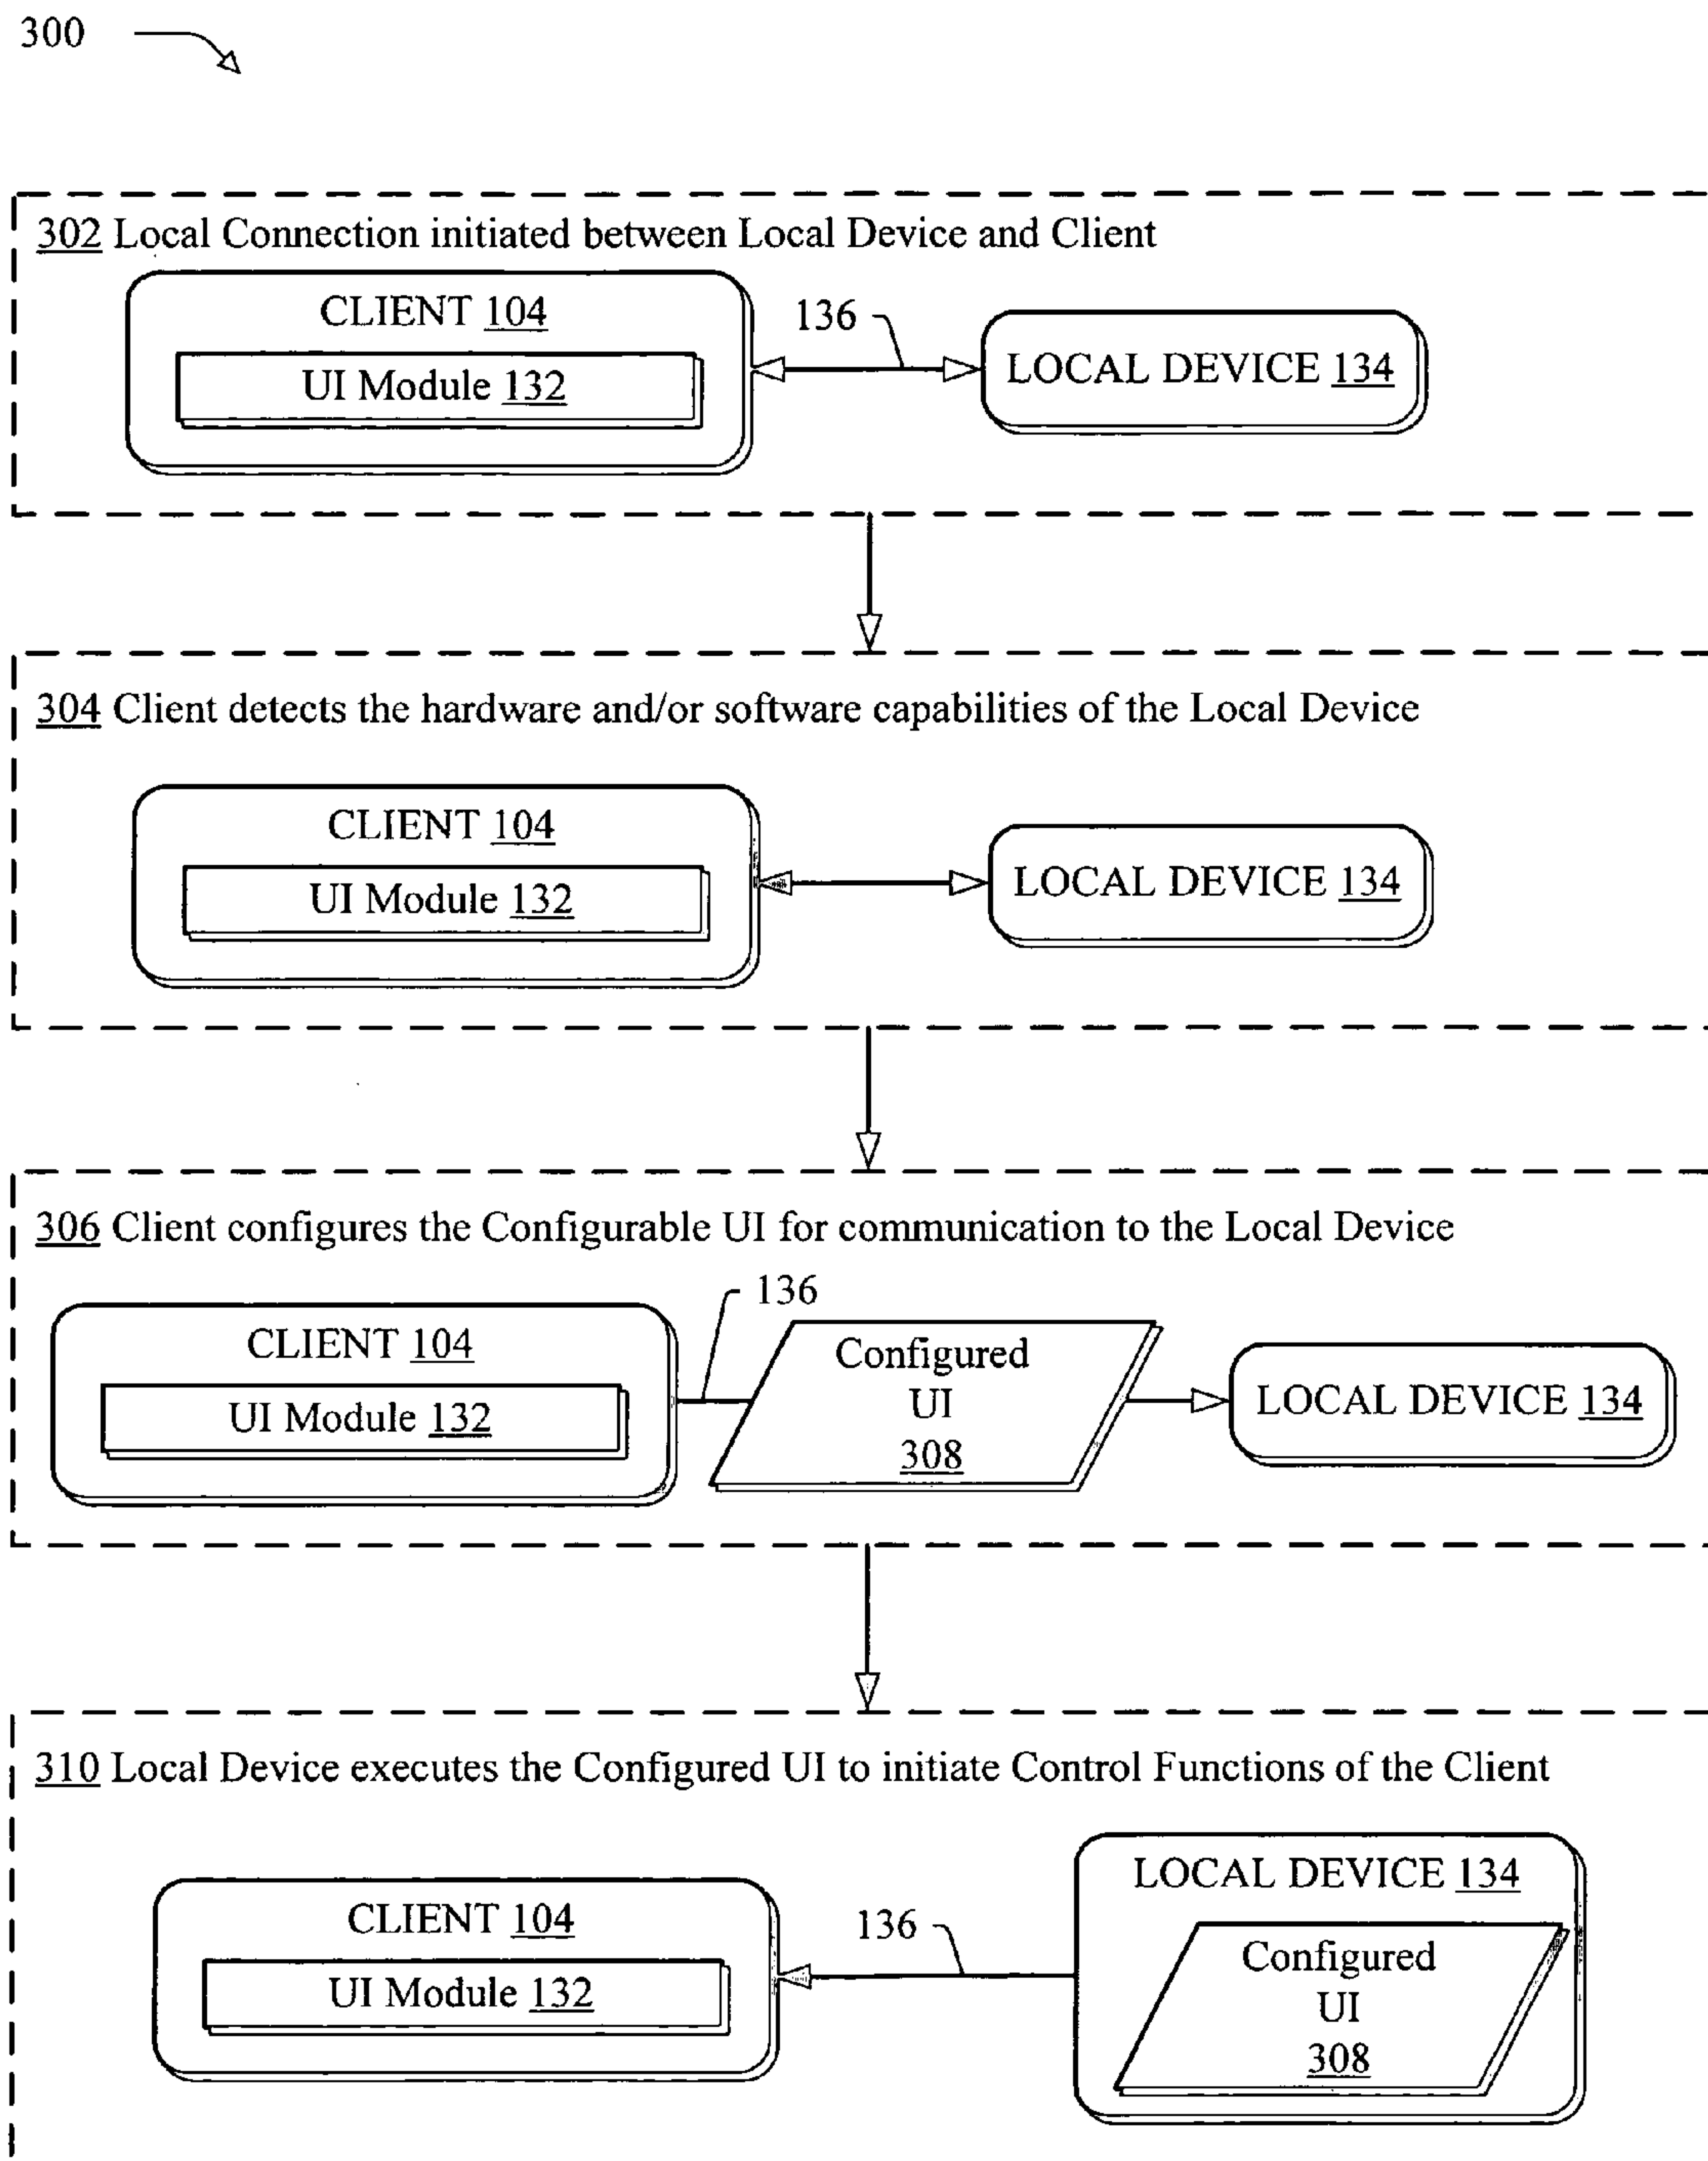 300
302 Local Connection initiated between Local Device and Client
CLIENT 104
UI Module 132
136
LOCAL DEVICE 134
304 Client detects the hardware and/or software capabilities of the Local Device
CLIENT 104
UI Module 132
LOCAL DEVICE 134
306 Client configures the Configurable UI for communication to the Local Device
CLIENT 104
UI Module 132
136
Configured
UI
308
LOCAL DEVICE 134
310 Local Device executes the Configured UI to initiate Control Functions of the Client
CLIENT 104
UI Module 132
136
LOCAL DEVICE 134
Configured
UI
308